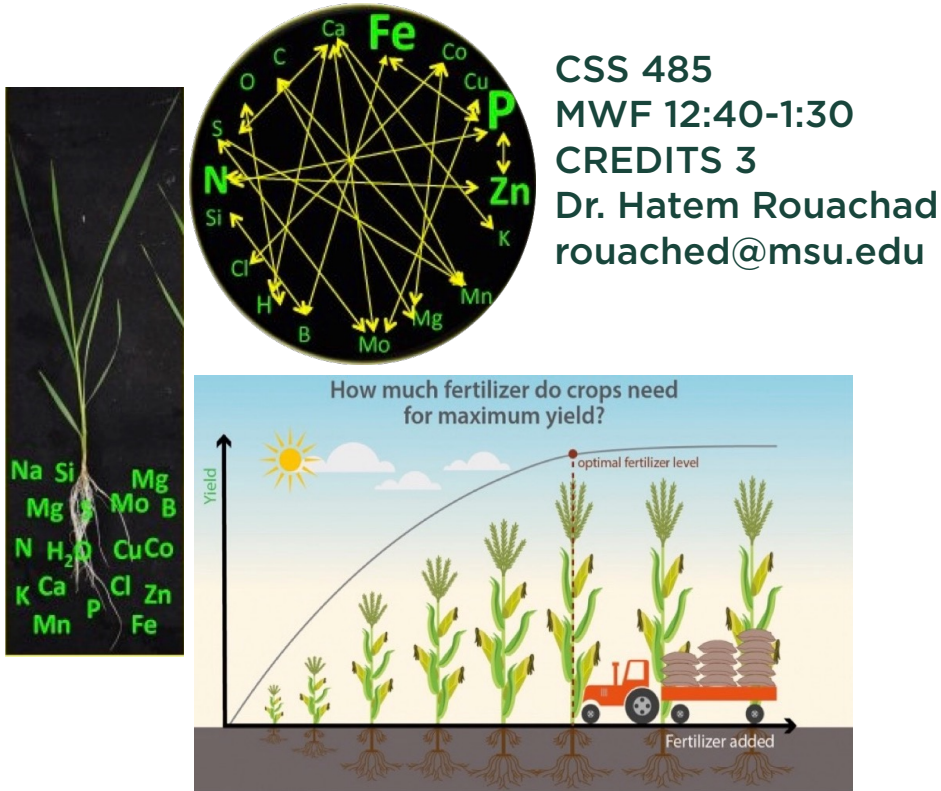 CSS 485
MWF 12:40-1:30
CREDITS 3
Dr. Hatem Rouachad
rouached@msu.edu
Ca
Fe
Co
Cu
P
Zn
K
Mn
Mg
Mo
B
H
Cl
Si
N
S
O
C
Na Si Mg
Mg S Mo B
N H2O Cu Co
K Ca P Cl Zn
Mn Fe
How much fertilizer do crops need
for maximum yield?
optimal fertilizer level
Yield
Fertilizer added